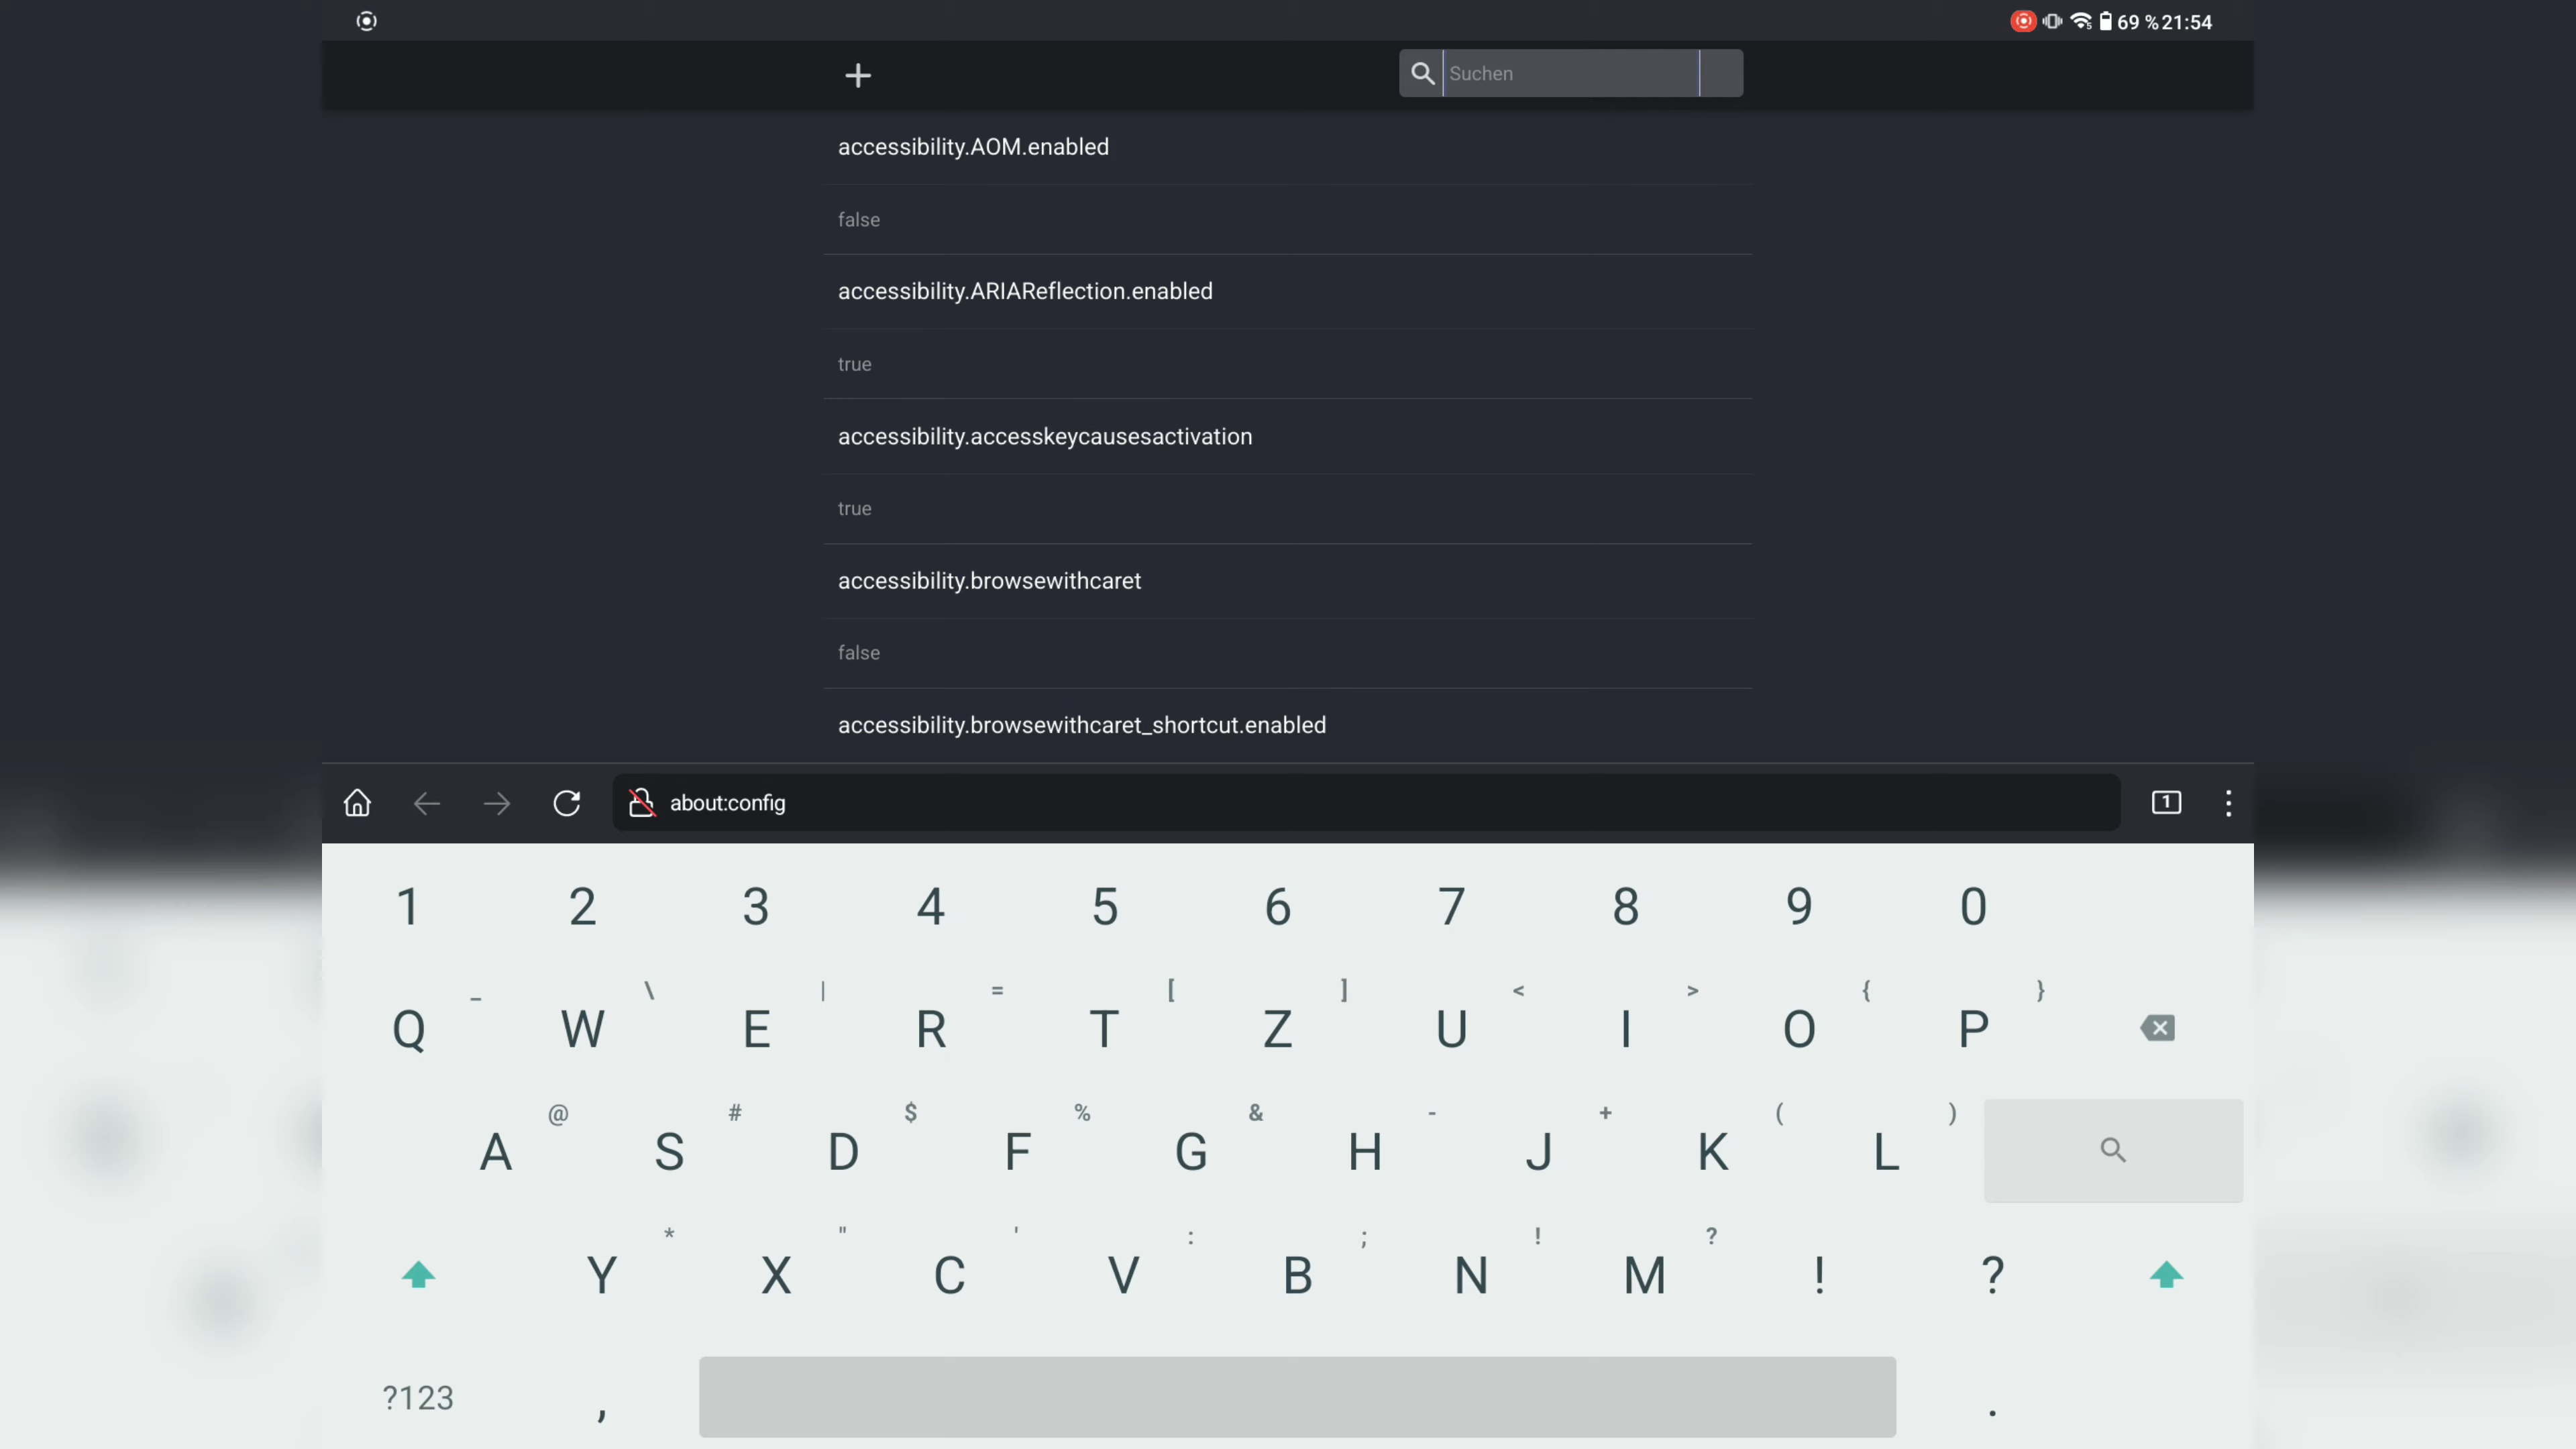 69 % 21:54
Suchen
accessibility.AOM.enabled
false
accessibility.ARIAReflection.enabled
true
accessibility.accesskeycausesactivation
true
accessibility.browsewithcaret
false
accessibility.browsewithcaret_shortcut.enabled
about:config
1
1 2 3 4 5 6 7 8 9 0
_ \ | = [ ] < > { }
Q W E R T Z U I O P
@ # $ % & - + ( )
A S D F G H J K L
* " ' : ; ! ?
Y X C V B N M ! ?
?123 , .